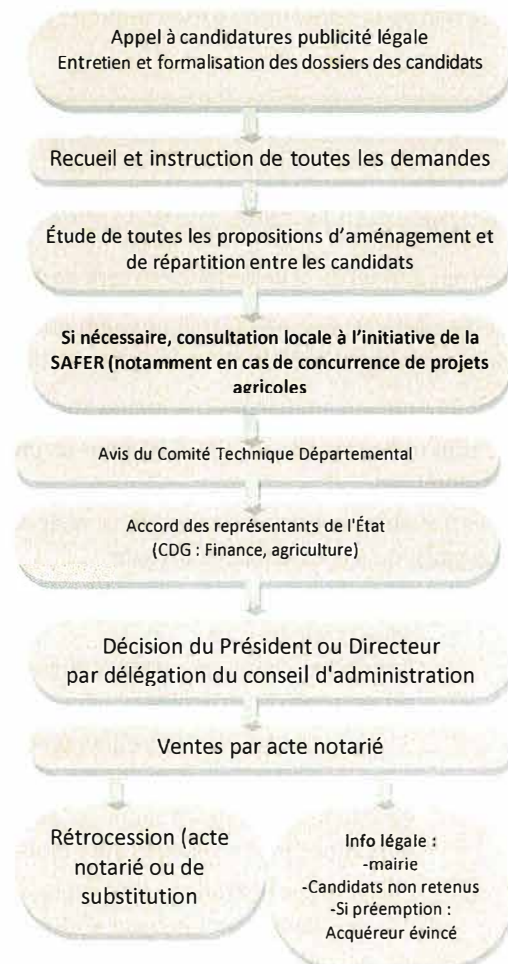 Appel à candidatures publicité légale
Entretien et formalisation des dossiers des candidats
Recueil et instruction de toutes les demandes
Étude de toutes les propositions d'aménagement et
de répartition entre les candidats
Si nécessaire, consultation locale à l'initiative de la
SAFER (notamment en cas de concurrence de projets
agricoles
Avis du Comité Technique Départemental
Accord des représentants de l'État
(CDG : Finance, agriculture)
Décision du Président ou Directeur
par délégation du conseil d'administration
Ventes par acte notarié
Rétrocession (acte
notarié ou de
substitution
Info légale :
-mairie
-Candidats non retenus
-Si préemption :
Acquéreur évincé